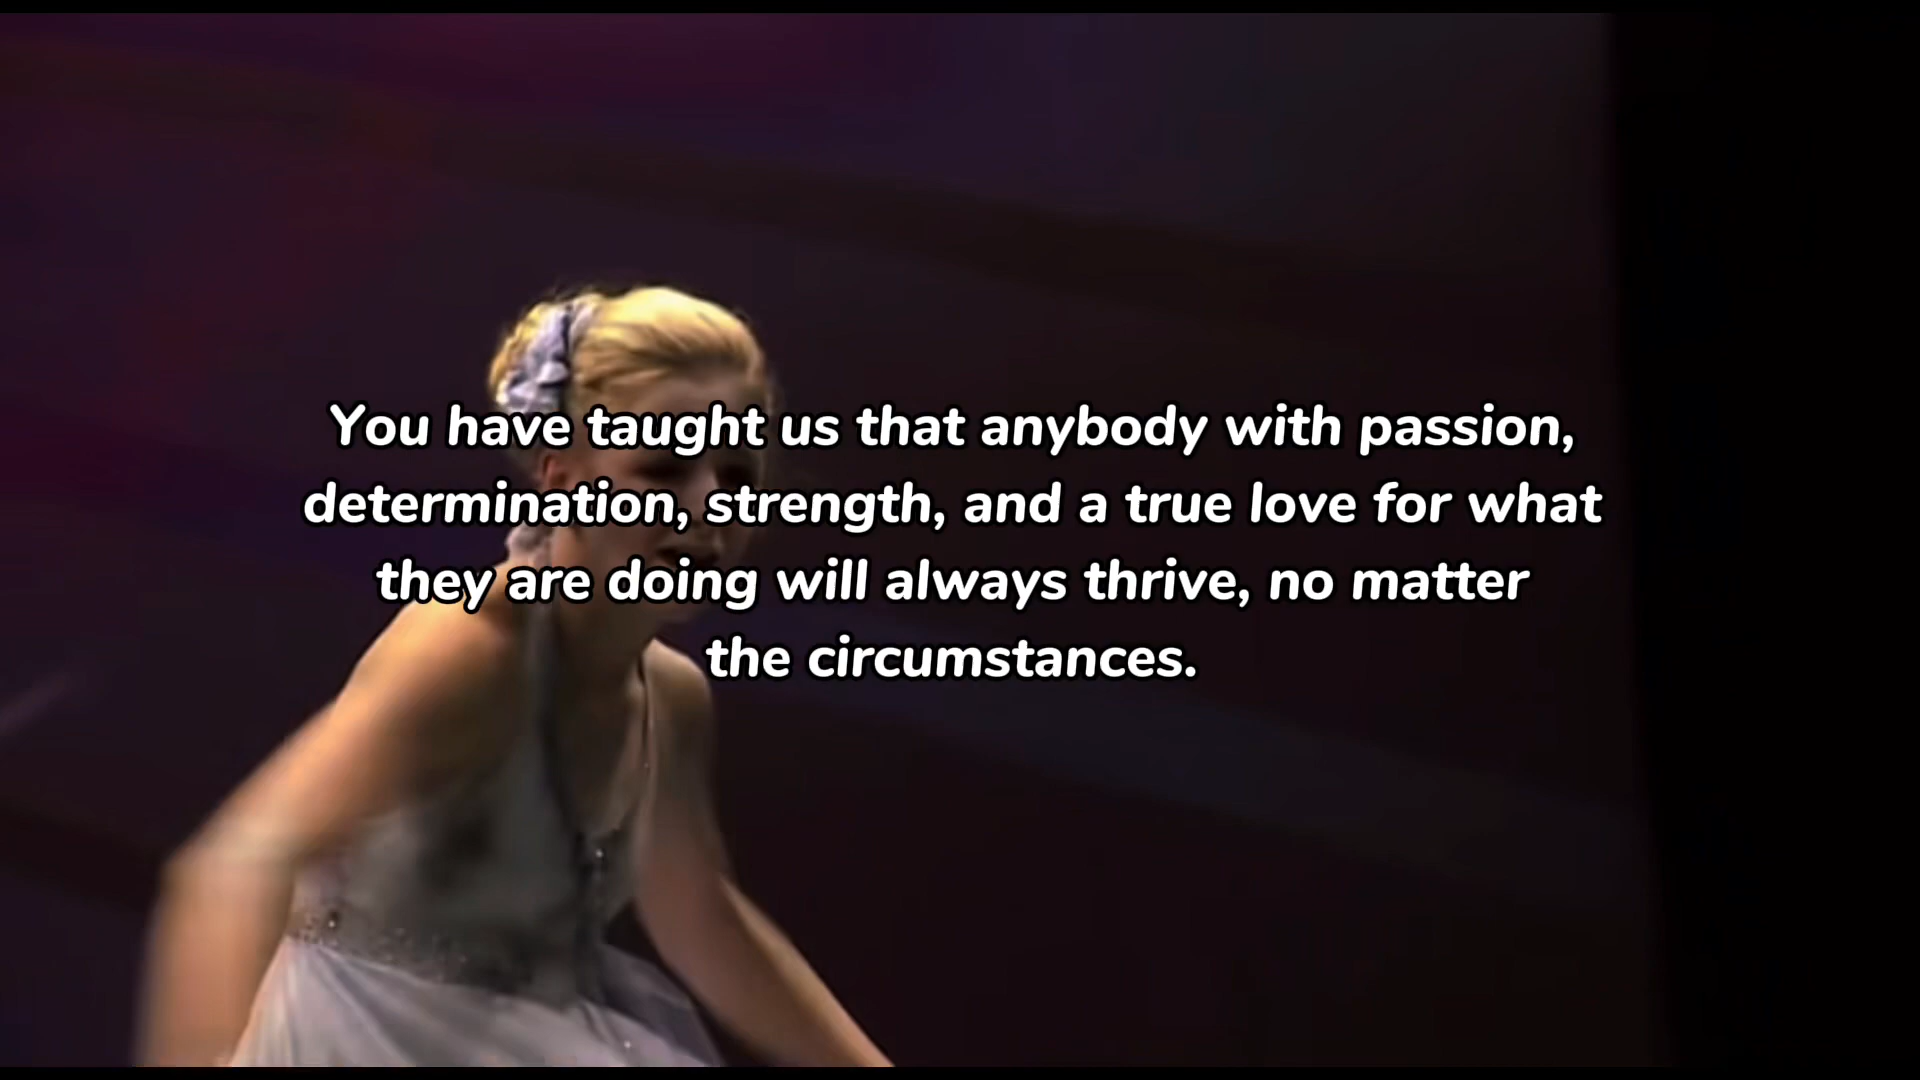 You have taught us that anybody with passion,
determination, strength, and a true love for what
they are doing will always thrive, no matter
the circumstances.